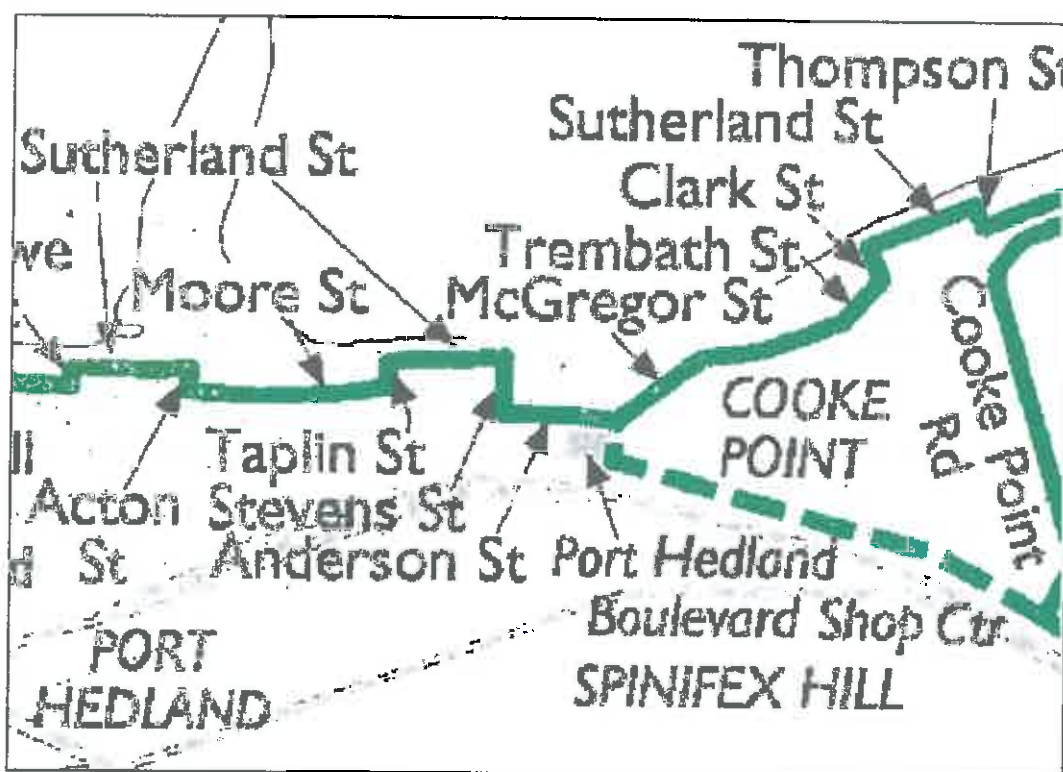 Thompson St
Sutherland St
Clark St
Trembath St
McGregor St
Sutherland St
Moore St
COOKE
POINT
Cooke Point
Rd
Taplin St
Stevens St
Anderson St
Acton
St
Port Hedland
Boulevard Shop Ctr.
SPINIFEX HILL
PORT
HEDLAND